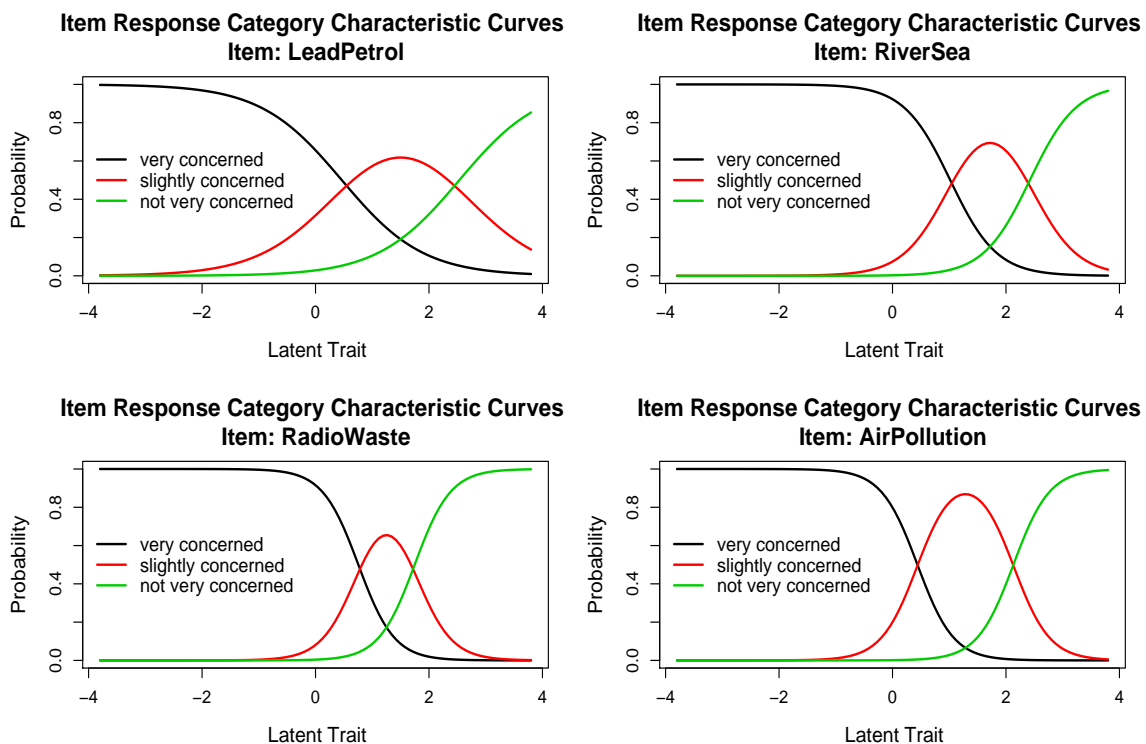 Item Response Category Characteristic Curves
Item: LeadPetrol
Probability
0.0
0.4
0.8
very concerned
slightly concerned
not very concerned
−4
−2
0
2
4
Latent Trait
Item Response Category Characteristic Curves
Item: RiverSea
Probability
0.0
0.4
0.8
very concerned
slightly concerned
not very concerned
−4
−2
0
2
4
Latent Trait
Item Response Category Characteristic Curves
Item: RadioWaste
Probability
0.0
0.4
0.8
very concerned
slightly concerned
not very concerned
−4
−2
0
2
4
Latent Trait
Item Response Category Characteristic Curves
Item: AirPollution
Probability
0.0
0.4
0.8
very concerned
slightly concerned
not very concerned
−4
−2
0
2
4
Latent Trait